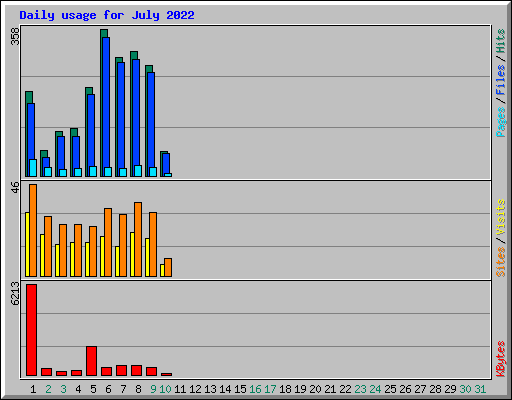 Daily usage for July 2022
358
Pages/Files/Hits
46
Sites/Visits
6213
KBytes
1 2 3 4 5 6 7 8 9 10 11 12 13 14 15 16 17 18 19 20 21 22 23 24 25 26 27 28 29 30 31